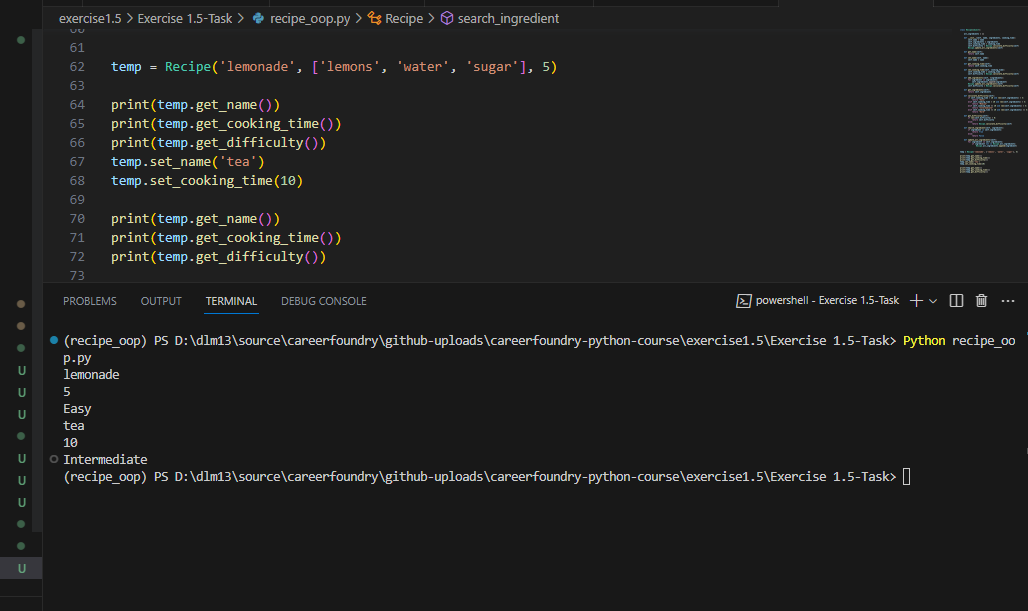 exercise1.5 > Exercise 1.5-Task > recipe_oop.py > Recipe > search_ingredient
60
61
62 temp = Recipe('lemonade', ['lemons', 'water', 'sugar'], 5)
63
64 print(temp.get_name())
65 print(temp.get_cooking_time())
66 print(temp.get_difficulty())
67 temp.set_name('tea')
68 temp.set_cooking_time(10)
69
70 print(temp.get_name())
71 print(temp.get_cooking_time())
72 print(temp.get_difficulty())
73
PROBLEMS OUTPUT TERMINAL DEBUG CONSOLE powershell - Exercise 1.5-Task
(recipe_oop) PS D:\dlm13\source\careerfoundry\github-uploads\careerfoundry-python-course\exercise1.5\Exercise 1.5-Task> Python recipe_oo
p.py
lemonade
5
Easy
tea
10
Intermediate
(recipe_oop) PS D:\dlm13\source\careerfoundry\github-uploads\careerfoundry-python-course\exercise1.5\Exercise 1.5-Task>
U
U
U
U
U
U
U